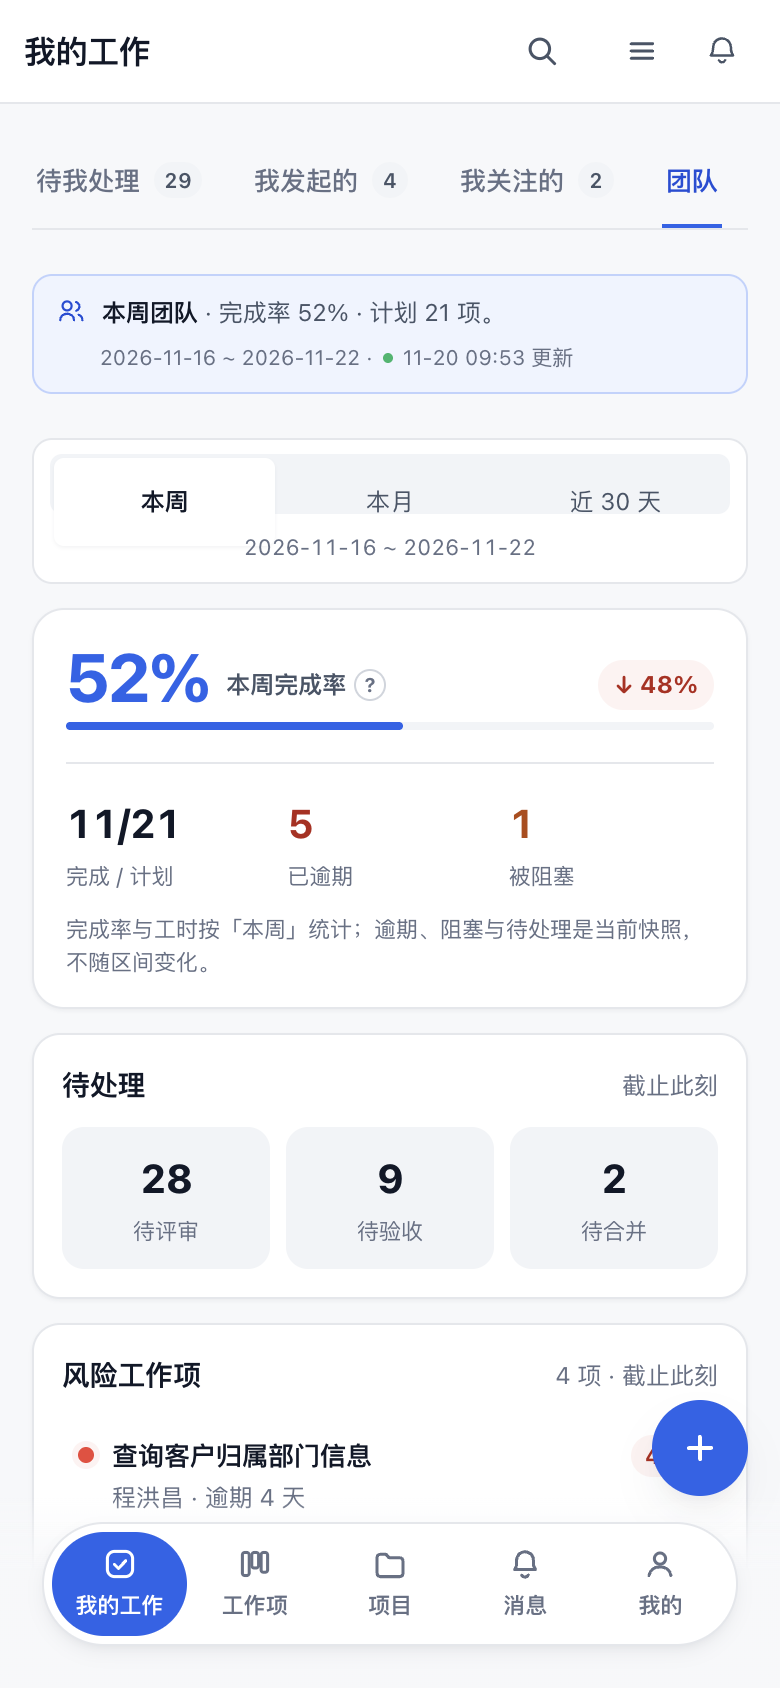 我的工作
待我处理 29 我发起的 4 我关注的 2 团队
本周团队 · 完成率 52% · 计划 21 项。
2026-11-16 ~ 2026-11-22 · 11-20 09:53 更新
本周 本月 近 30 天
2026-11-16 ~ 2026-11-22
52% 本周完成率 ? ↓ 48%
11/21 5 1
完成 / 计划 已逾期 被阻塞
完成率与工时按「本周」统计；逾期、阻塞与待处理是当前快照，
不随区间变化。
待处理 截止此刻
28 9 2
待评审 待验收 待合并
风险工作项 4 项 · 截止此刻
查询客户归属部门信息
程洪昌 · 逾期 4 天
我的工作 工作项 项目 消息 我的